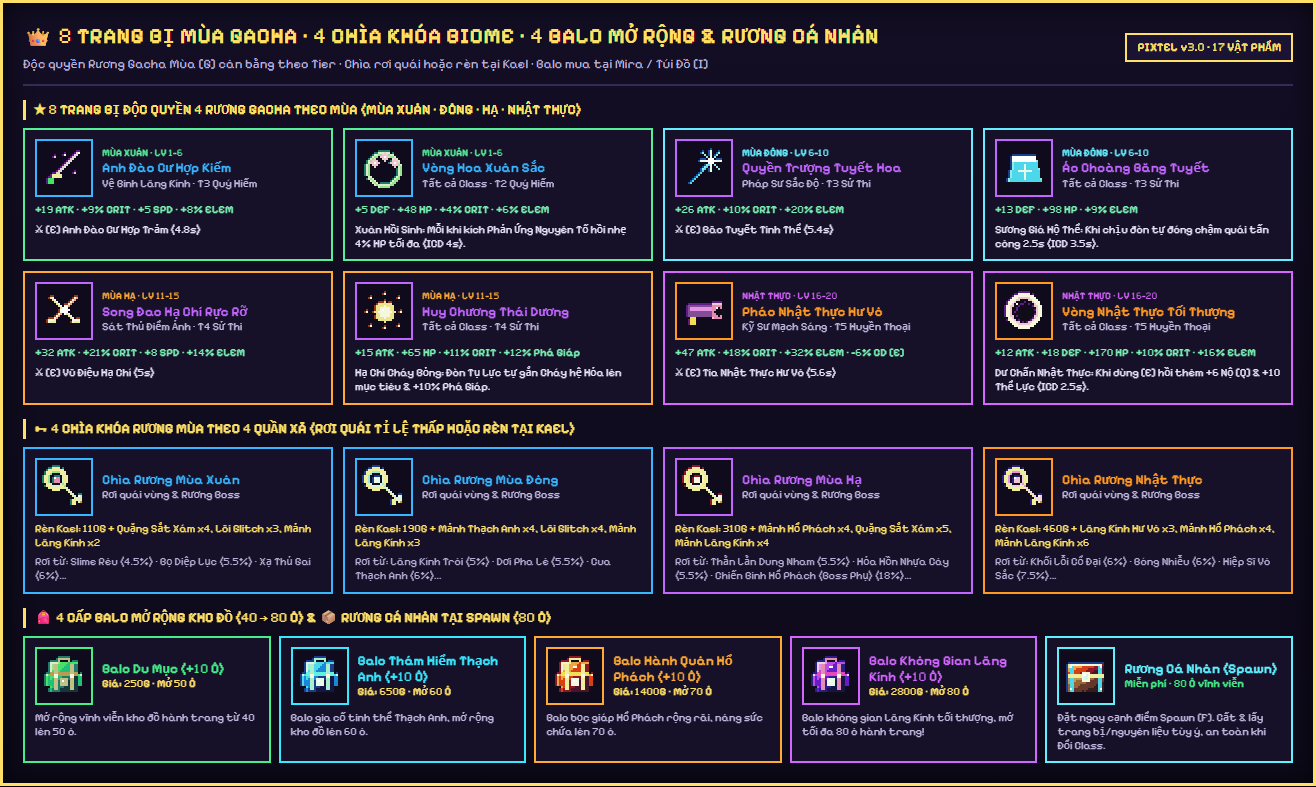 8 TRANG BỊ MÙA GACHA · 4 CHÌA KHÓA BIOME · 4 BALO MỞ RỘNG & RƯƠNG CÁ NHÂN
Độc quyền Rương Gacha Mùa (G) cân bằng theo Tier · Chìa rơi quái hoặc rèn tại Kael · Balo mua tại Mira / Túi Đồ (I)
PIXTEL v3.0 · 17 VẬT PHẨM
★ 8 TRANG BỊ ĐỘC QUYỀN 4 RƯƠNG GACHA THEO MÙA (MÙA XUÂN · ĐÔNG · HẠ · NHẬT THỰC)
MÙA XUÂN · LV 1-6
Anh Đào Cư Hợp Kiếm
Vệ Binh Lăng Kính · T3 Quý Hiếm
+19 ATK · +9% CRIT · +5 SPD · +8% ELEM
⚔ [E] Anh Đào Cư Hợp Trảm (4.8s)
MÙA XUÂN · LV 1-6
Vòng Hoa Xuân Sắc
Tất cả Class · T2 Quý Hiếm
+5 DEF · +48 HP · +4% CRIT · +6% ELEM
Xuân Hồi Sinh: Mỗi khi kích Phản Ứng Nguyên Tố hồi nhẹ
4% HP tối đa (ICD 4s).
MÙA ĐÔNG · LV 6-10
Quyền Trượng Tuyết Hoa
Pháp Sư Sắc Độ · T3 Sử Thi
+26 ATK · +10% CRIT · +20% ELEM
⚔ [E] Bão Tuyết Tinh Thể (5.4s)
MÙA ĐÔNG · LV 6-10
Áo Choàng Băng Tuyết
Tất cả Class · T3 Sử Thi
+13 DEF · +98 HP · +9% ELEM
Sương Giá Hộ Thể: Khi chịu đòn tự đóng chậm quái tấn
công 2.5s (ICD 3.5s).
MÙA HẠ · LV 11-15
Song Đao Hạ Chí Rực Rỡ
Sát Thủ Điểm Ảnh · T4 Sử Thi
+32 ATK · +21% CRIT · +8 SPD · +14% ELEM
⚔ [E] Vũ Điệu Hạ Chí (5s)
MÙA HẠ · LV 11-15
Huy Chương Thái Dương
Tất cả Class · T4 Sử Thi
+15 ATK · +65 HP · +11% CRIT · +12% Phá Giáp
Hạ Chí Cháy Bỏng: Đòn Tụ Lực tự gắn Cháy hệ Hỏa lên
mục tiêu & +10% Phá Giáp.
NHẬT THỰC · LV 16-20
Pháo Nhật Thực Hư Vô
Kỹ Sư Mạch Sáng · T5 Huyền Thoại
+47 ATK · +18% CRIT · +32% ELEM · -6% CD [E]
⚔ [E] Tia Nhật Thực Hư Vô (5.6s)
NHẬT THỰC · LV 16-20
Vòng Nhật Thực Tối Thượng
Tất cả Class · T5 Huyền Thoại
+12 ATK · +18 DEF · +170 HP · +10% CRIT · +16% ELEM
Dư Chấn Nhật Thực: Khi dùng [E] hồi thêm +6 Nộ [Q] & +10
Thể Lực (ICD 2.5s).
4 CHÌA KHÓA RƯƠNG MÙA THEO 4 QUẦN XÃ (RƠI QUÁI TỈ LỆ THẤP HOẶC RÈN TẠI KAEL)
Chìa Rương Mùa Xuân
Rơi quái vùng & Rương Boss
Rèn Kael: 110G + Quặng Sắt Xám x4, Lõi Glitch x3, Mảnh
Lăng Kính x2
Rơi từ: Slime Rêu (4.5%) · Bọ Diệp Lục (5.5%) · Xạ Thủ Gai
(6%)...
Chìa Rương Mùa Đông
Rơi quái vùng & Rương Boss
Rèn Kael: 190G + Mảnh Thạch Anh x4, Lõi Glitch x4, Mảnh
Lăng Kính x3
Rơi từ: Lăng Kính Trôi (5%) · Dơi Pha Lê (5.5%) · Cua
Thạch Anh (6%)...
Chìa Rương Mùa Hạ
Rơi quái vùng & Rương Boss
Rèn Kael: 310G + Mảnh Hổ Phách x4, Quặng Sắt Xám x5,
Mảnh Lăng Kính x4
Rơi từ: Thằn Lằn Dung Nham (5.5%) · Hỏa Hồn Nhựa Cây
(5.5%) · Chiến Binh Hổ Phách (Boss Phụ) (18%)...
Chìa Rương Nhật Thực
Rơi quái vùng & Rương Boss
Rèn Kael: 460G + Lăng Kính Hư Vô x3, Mảnh Hổ Phách x4,
Mảnh Lăng Kính x6
Rơi từ: Khối Lỗi Cổ Đại (6%) · Bóng Nhiễu (6%) · Hiệp Sĩ Vô
Sắc (7.5%)...
4 CẤP BALO MỞ RỘNG KHO ĐỒ (40 → 80 Ô) & RƯƠNG CÁ NHÂN TẠI SPAWN (80 Ô)
Balo Du Mục (+10 Ô)
Giá: 250G · Mở 50 Ô
Mở rộng vĩnh viễn kho đồ hành trang từ 40
lên 50 ô.
Balo Thám Hiểm Thạch
Anh (+10 Ô)
Giá: 650G · Mở 60 Ô
Balo gia cố tinh thể Thạch Anh, mở rộng
kho đồ lên 60 ô.
Balo Hành Quân Hổ
Phách (+10 Ô)
Giá: 1400G · Mở 70 Ô
Balo bọc giáp Hổ Phách rộng rãi, nâng sức
chứa lên 70 ô.
Balo Không Gian Lăng
Kính (+10 Ô)
Giá: 2800G · Mở 80 Ô
Balo không gian Lăng Kính tối thượng, mở
tối đa 80 ô hành trang!
Rương Cá Nhân (Spawn)
Miễn phí · 80 Ô vĩnh viễn
Đặt ngay cạnh điểm Spawn (F). Cất & lấy
trang bị/nguyên liệu tùy ý, an toàn khi
Đổi Class.